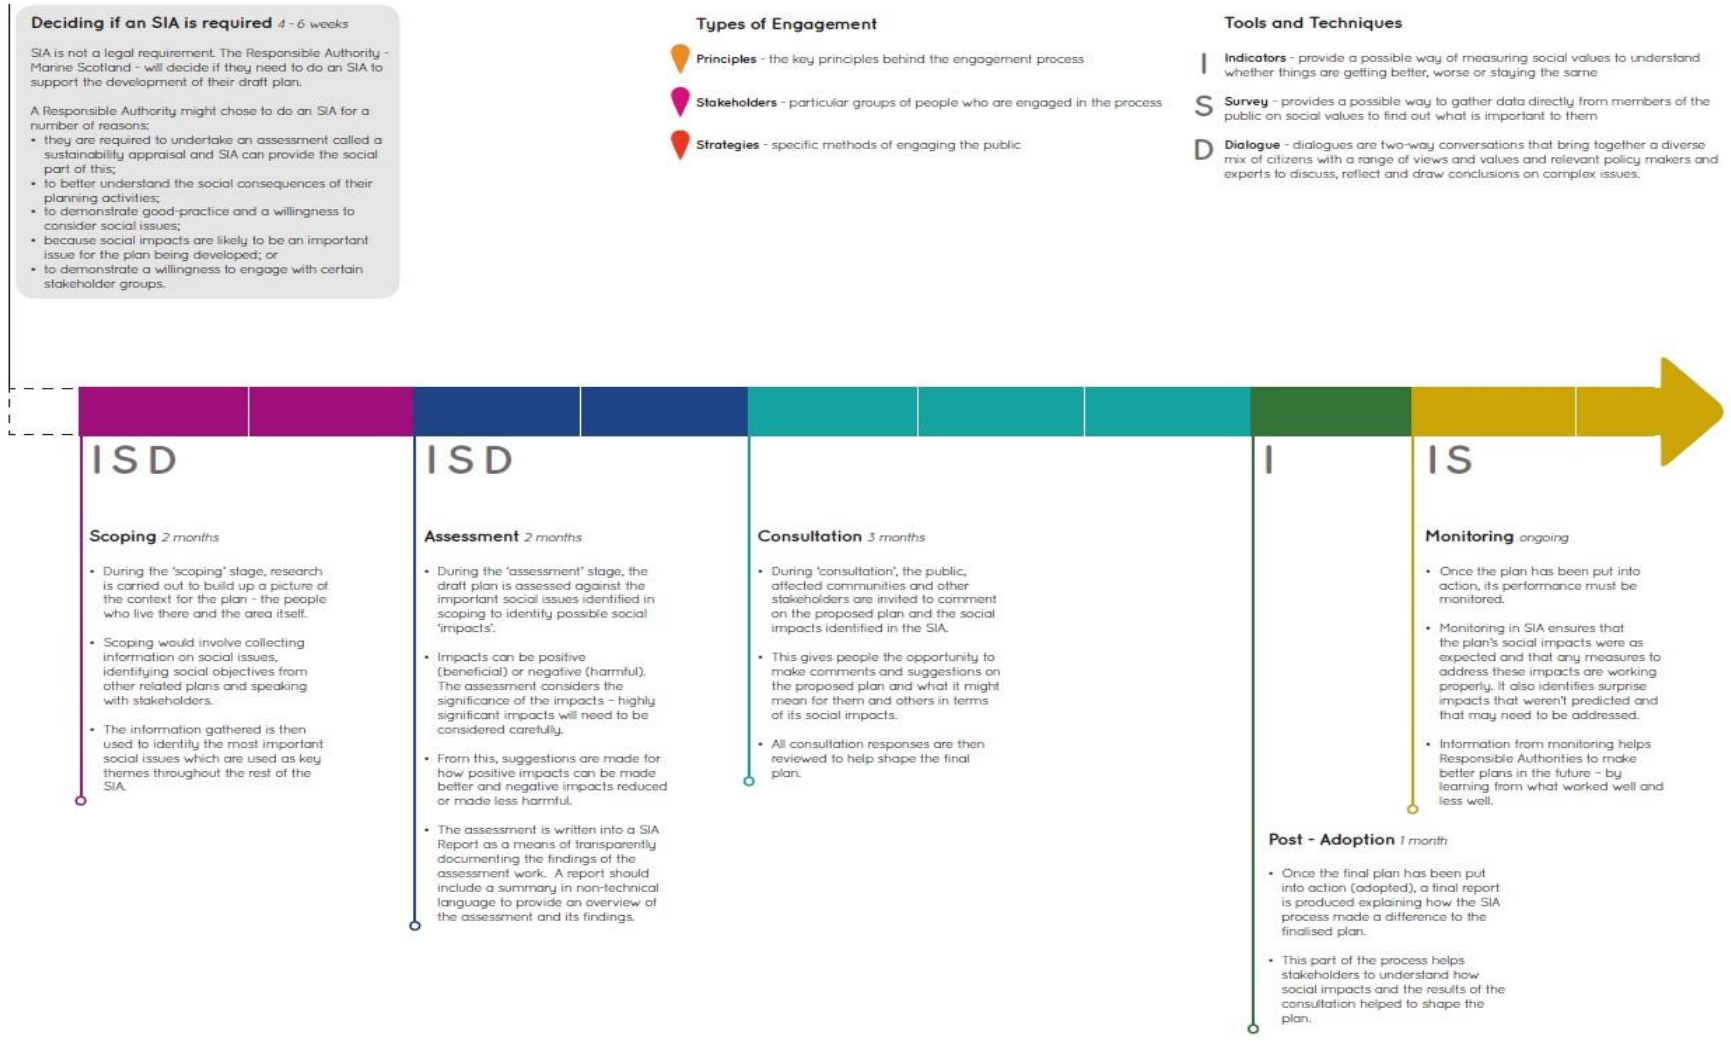 Deciding if an SIA is required 4 - 6 weeks
SIA is not a legal requirement. The Responsible Authority -
Marine Scotland - will decide if they need to do an SIA to
support the development of their draft plan.
A Responsible Authority might chose to do an SIA for a
number of reasons:
• they are required to undertake an assessment called a
sustainability appraisal and SIA can provide the social
part of this;
• to better understand the social consequences of their
planning activities;
• to demonstrate good-practice and a willingness to
consider social issues;
• because social impacts are likely to be an important
issue for the plan being developed; or
• to demonstrate a willingness to engage with certain
stakeholder groups.
Types of Engagement
Principles - the key principles behind the engagement process
Stakeholders - particular groups of people who are engaged in the process
Strategies - specific methods of engaging the public
Tools and Techniques
I Indicators - provide a possible way of measuring social values to understand
whether things are getting better, worse or staying the same
S Survey - provides a possible way to gather data directly from members of the
public on social values to find out what is important to them
D Dialogue - dialogues are two-way conversations that bring together a diverse
mix of citizens with a range of views and values and relevant policy makers and
experts to discuss, reflect and draw conclusions on complex issues.
I S D
Scoping 2 months
• During the 'scoping' stage, research
is carried out to build up a picture of
the context for the plan - the people
who live there and the area itself.
• Scoping would involve collecting
information on social issues,
identifying social objectives from
other related plans and speaking
with stakeholders.
• The information gathered is then
used to identify the most important
social issues which are used as key
themes throughout the rest of the
SIA.
I S D
Assessment 2 months
• During the 'assessment' stage, the
draft plan is assessed against the
important social issues identified in
scoping to identify possible social
'impacts'.
• Impacts can be positive
(beneficial) or negative (harmful).
The assessment considers the
significance of the impacts – highly
significant impacts will need to be
considered carefully.
• From this, suggestions are made for
how positive impacts can be made
better and negative impacts reduced
or made less harmful.
• The assessment is written into a SIA
Report as a means of transparently
documenting the findings of the
assessment work. A report should
include a summary in non-technical
language to provide an overview of
the assessment and its findings.
Consultation 3 months
• During 'consultation', the public,
affected communities and other
stakeholders are invited to comment
on the proposed plan and the social
impacts identified in the SIA.
• This gives people the opportunity to
make comments and suggestions on
the proposed plan and what it might
mean for them and others in terms
of its social impacts.
• All consultation responses are then
reviewed to help shape the final
plan.
I
Post - Adoption 1 month
• Once the final plan has been put
into action (adopted), a final report
is produced explaining how the SIA
process made a difference to the
finalised plan.
• This part of the process helps
stakeholders to understand how
social impacts and the results of the
consultation helped to shape the
plan.
I S
Monitoring ongoing
• Once the plan has been put into
action, its performance must be
monitored.
• Monitoring in SIA ensures that
the plan's social impacts were as
expected and that any measures to
address these impacts are working
properly. It also identifies surprise
impacts that weren't predicted and
that may need to be addressed.
• Information from monitoring helps
Responsible Authorities to make
better plans in the future – by
learning from what worked well and
less well.